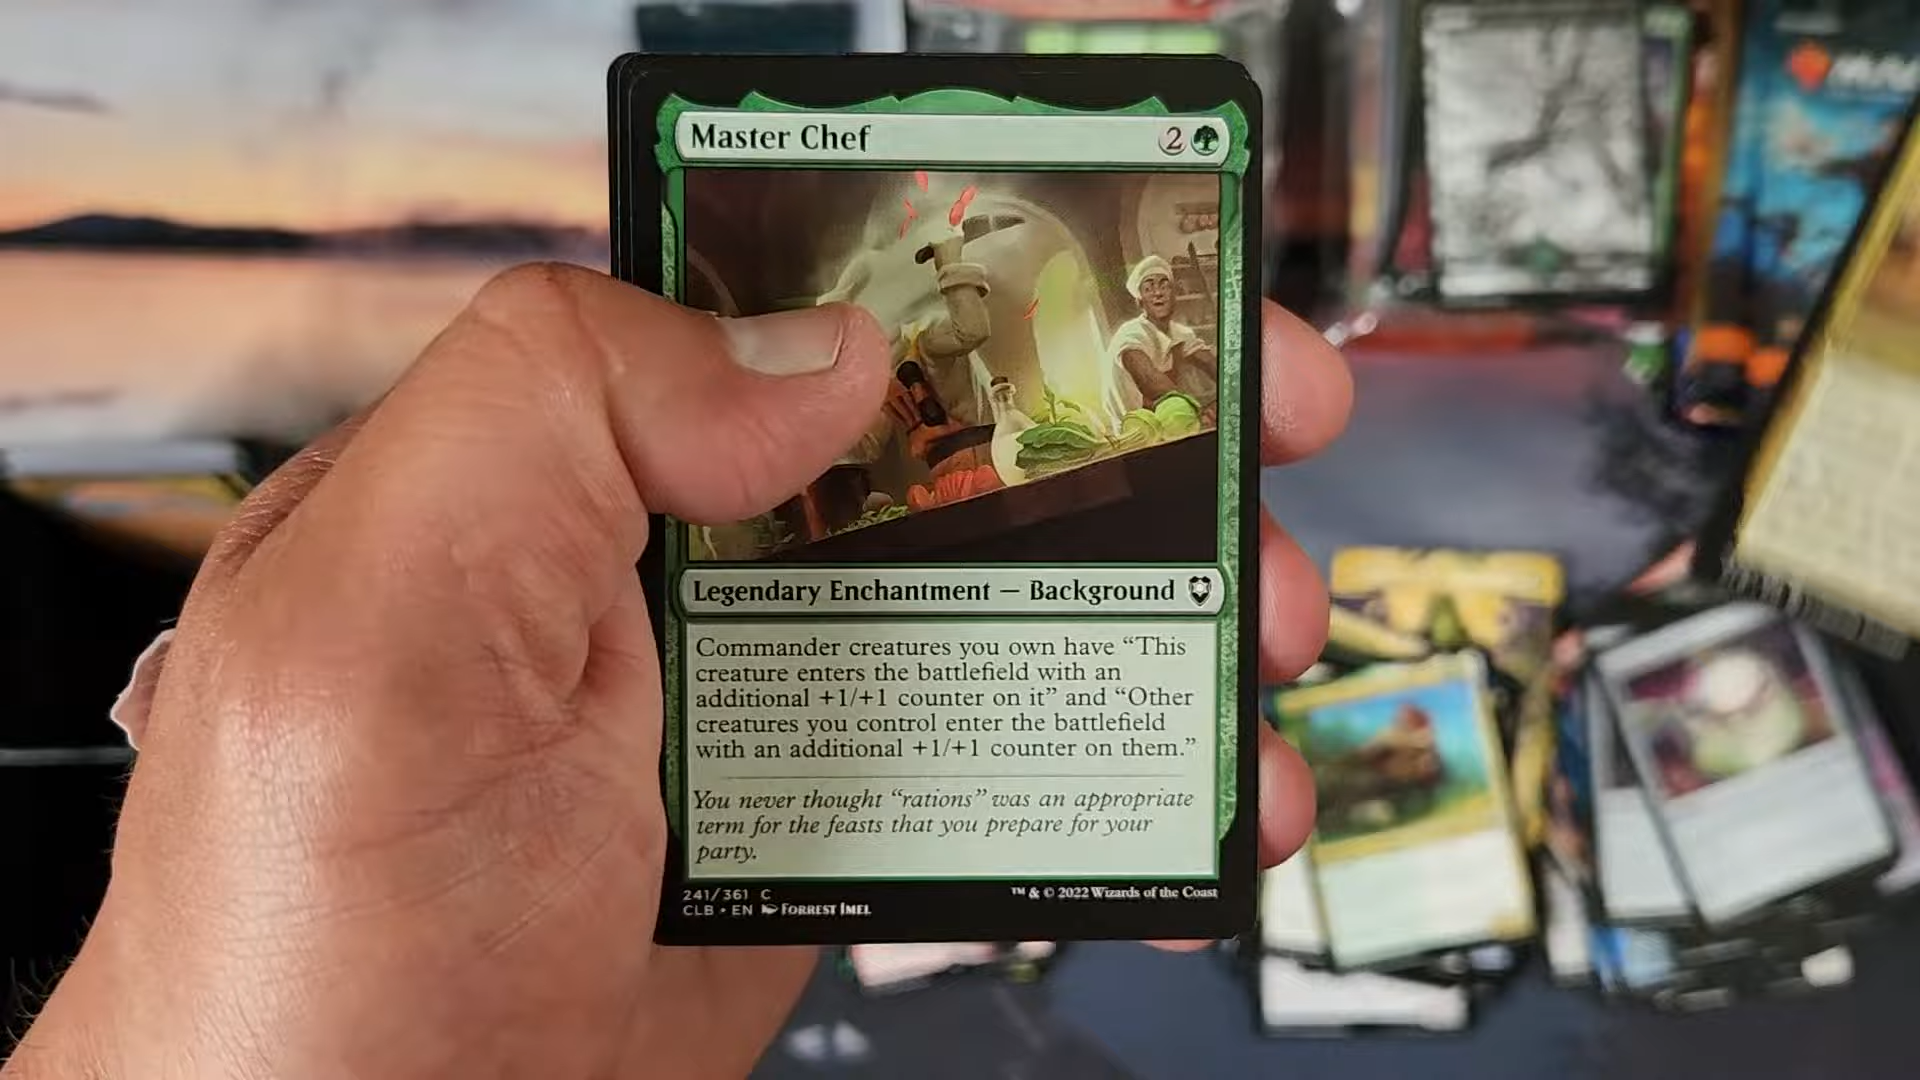 Master Chef 2
Legendary Enchantment — Background
Commander creatures you own have “This
creature enters the battlefield with an
additional +1/+1 counter on it” and “Other
creatures you control enter the battlefield
with an additional +1/+1 counter on them.”
You never thought “rations” was an appropriate
term for the feasts that you prepare for your
party.
241/361 C
™ & © 2022 Wizards of the Coast
CLB • EN Forrest Imel